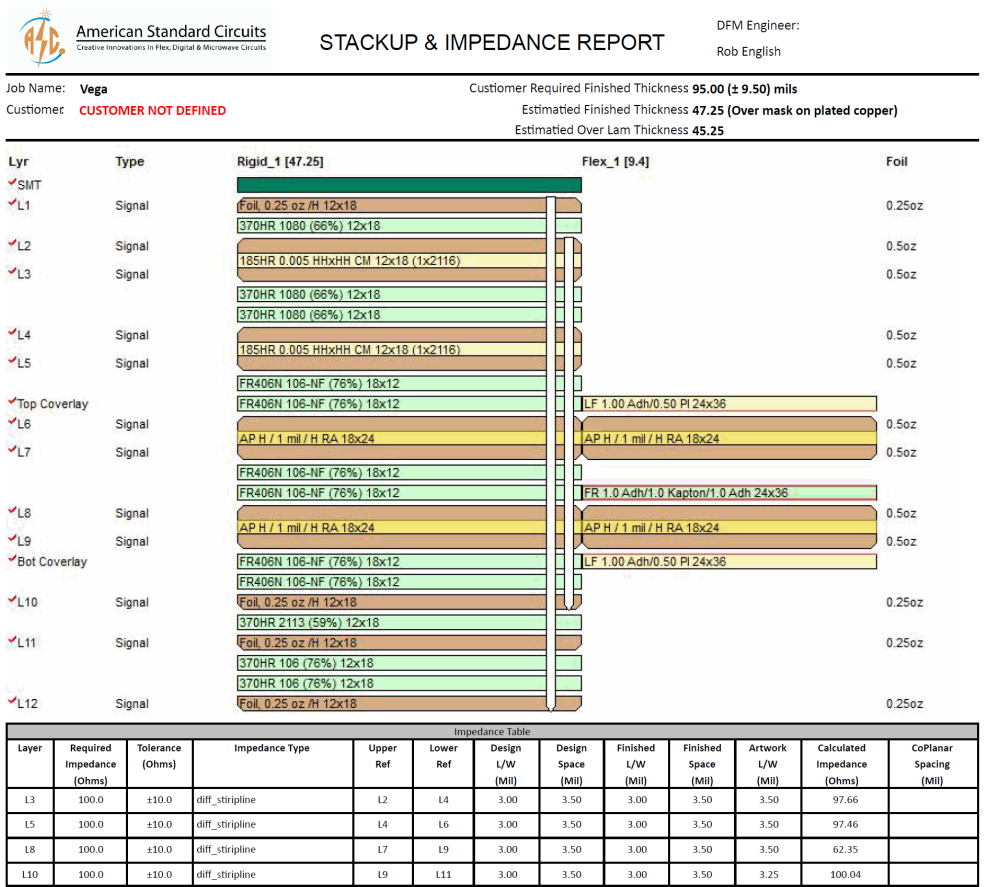 American Standard Circuits
Creative Innovations In Flex, Digital & Microwave Circuits
ASC
STACKUP & IMPEDANCE REPORT
DFM Engineer:
Rob English
Job Name: Vega
Customer: CUSTOMER NOT DEFINED
Customer Required Finished Thickness 95.00 (± 9.50) mils
Estimatied Finished Thickness 47.25 (Over mask on plated copper)
Estimatied Over Lam Thickness 45.25
Lyr Type Rigid_1 [47.25] Flex_1 [9.4] Foil
SMT
L1 Signal Foil, 0.25 oz /H 12x18 0.25oz
370HR 1080 (66%) 12x18
L2 Signal 0.5oz
185HR 0.005 HHxHH CM 12x18 (1x2116)
L3 Signal 0.5oz
370HR 1080 (66%) 12x18
370HR 1080 (66%) 12x18
L4 Signal 0.5oz
185HR 0.005 HHxHH CM 12x18 (1x2116)
L5 Signal 0.5oz
FR406N 106-NF (76%) 18x12
Top Coverlay FR406N 106-NF (76%) 18x12 LF 1.00 Adh/0.50 PI 24x36
L6 Signal 0.5oz
AP H / 1 mil / H RA 18x24 AP H / 1 mil / H RA 18x24
L7 Signal 0.5oz
FR406N 106-NF (76%) 18x12
FR406N 106-NF (76%) 18x12 FR 1.0 Adh/1.0 Kapton/1.0 Adh 24x36
L8 Signal 0.5oz
AP H / 1 mil / H RA 18x24 AP H / 1 mil / H RA 18x24
L9 Signal 0.5oz
Bot Coverlay FR406N 106-NF (76%) 18x12 LF 1.00 Adh/0.50 PI 24x36
FR406N 106-NF (76%) 18x12
L10 Signal Foil, 0.25 oz /H 12x18 0.25oz
370HR 2113 (59%) 12x18
L11 Signal Foil, 0.25 oz /H 12x18 0.25oz
370HR 106 (76%) 12x18
370HR 106 (76%) 12x18
L12 Signal Foil, 0.25 oz /H 12x18 0.25oz
Impedance Table
Layer Required Tolerance Impedance Type Upper Lower Design Design Finished Finished Artwork Calculated CoPlanar
Impedance (Ohms) Ref Ref L/W Space L/W Space L/W Impedance Spacing
(Ohms) (Mil) (Mil) (Mil) (Mil) (Mil) (Ohms) (Mil)
L3 100.0 ±10.0 diff_stiripline L2 L4 3.00 3.50 3.00 3.50 3.50 97.66
L5 100.0 ±10.0 diff_stiripline L4 L6 3.00 3.50 3.00 3.50 3.50 97.46
L8 100.0 ±10.0 diff_stiripline L7 L9 3.00 3.50 3.00 3.50 3.50 62.35
L10 100.0 ±10.0 diff_stiripline L9 L11 3.00 3.50 3.00 3.50 3.25 100.04